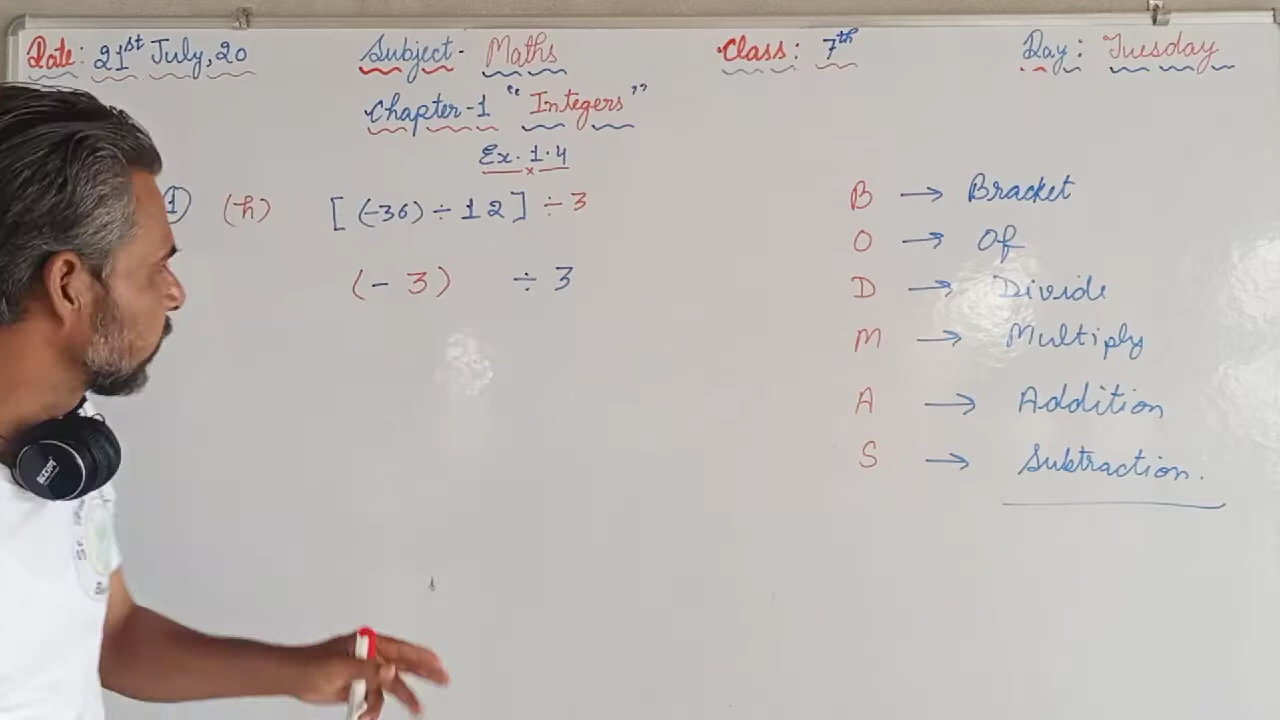 Date: 21st July, 20
Subject- Maths
Class: 7th
Day: Tuesday
Chapter-1 "Integers"
Ex. 1.4
1 (h) [(-36) ÷ 12] ÷ 3
(-3) ÷ 3
B → Bracket
O → Of
D → Divide
M → Multiply
A → Addition
S → Subtraction.